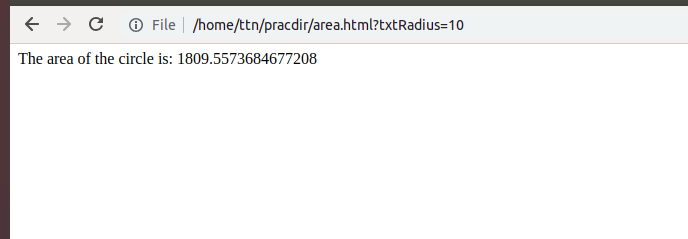 File /home/ttn/pracdir/area.html?txtRadius=10
The area of the circle is: 1809.5573684677208